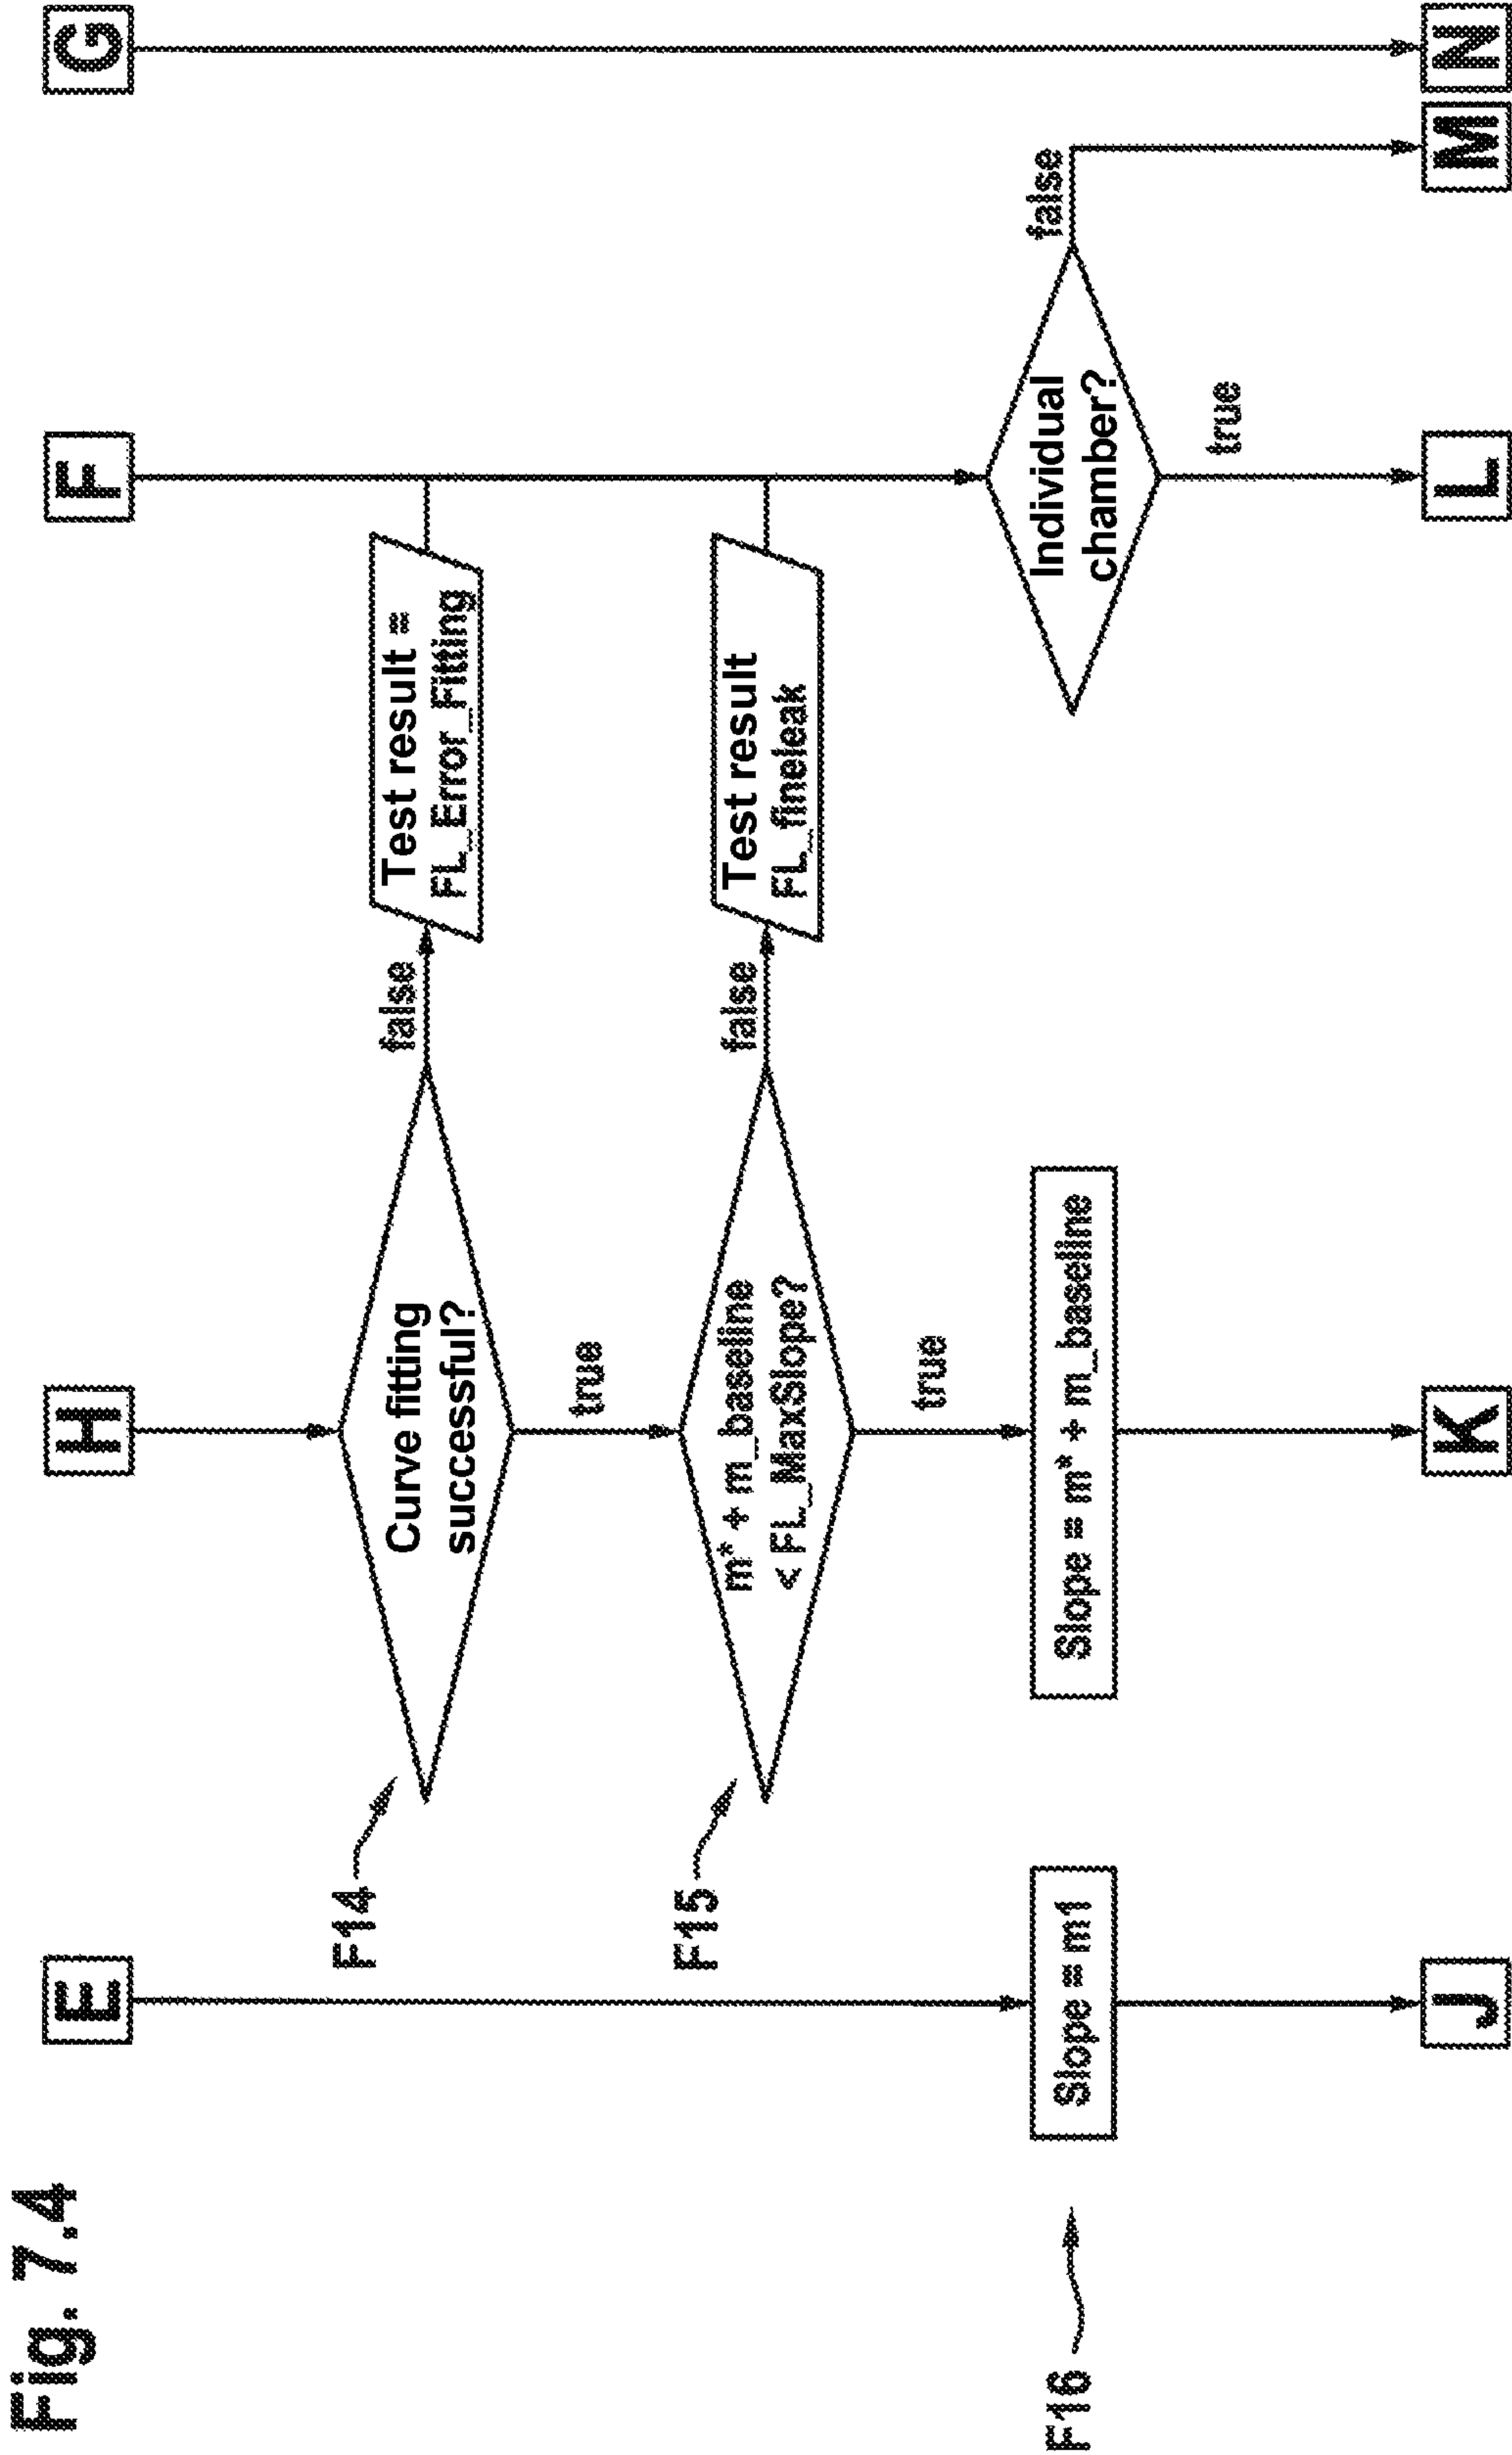 Fig. 7.4
E
H
F
G
F14
Curve fitting
successful?
false
Test result =
FL_Error_Fitting
true
F15
m* + m_baseline
< FL_MaxSlope?
false
Test result
FL_fineleak
true
F16
Slope = m1
Slope = m* + m_baseline
Individual
chamber?
false
true
J
K
L
M
N